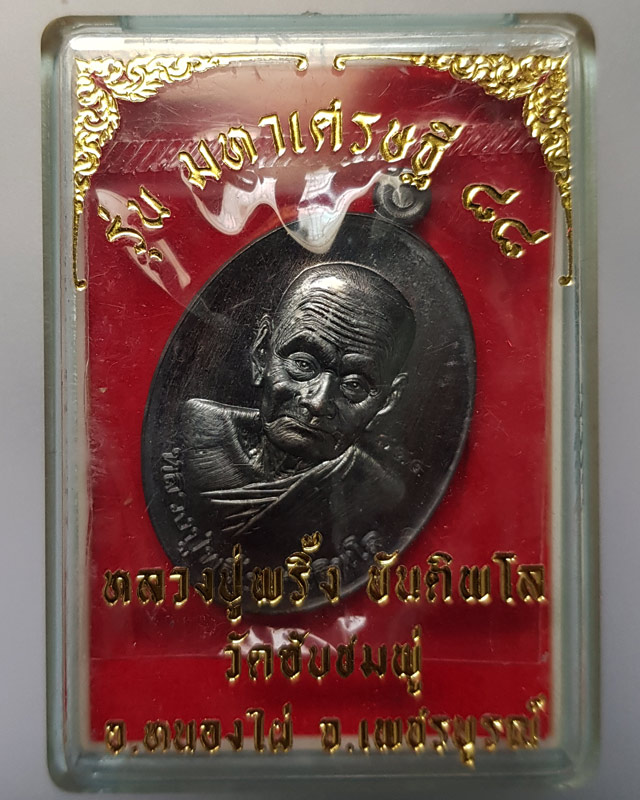 รุ่น มหาเศรษฐี ๘๘
หลวงปู่พริ้ง ขันติพโล
วัดซับชมพู่
อ.หนองไผ่ จ.เพชรบูรณ์